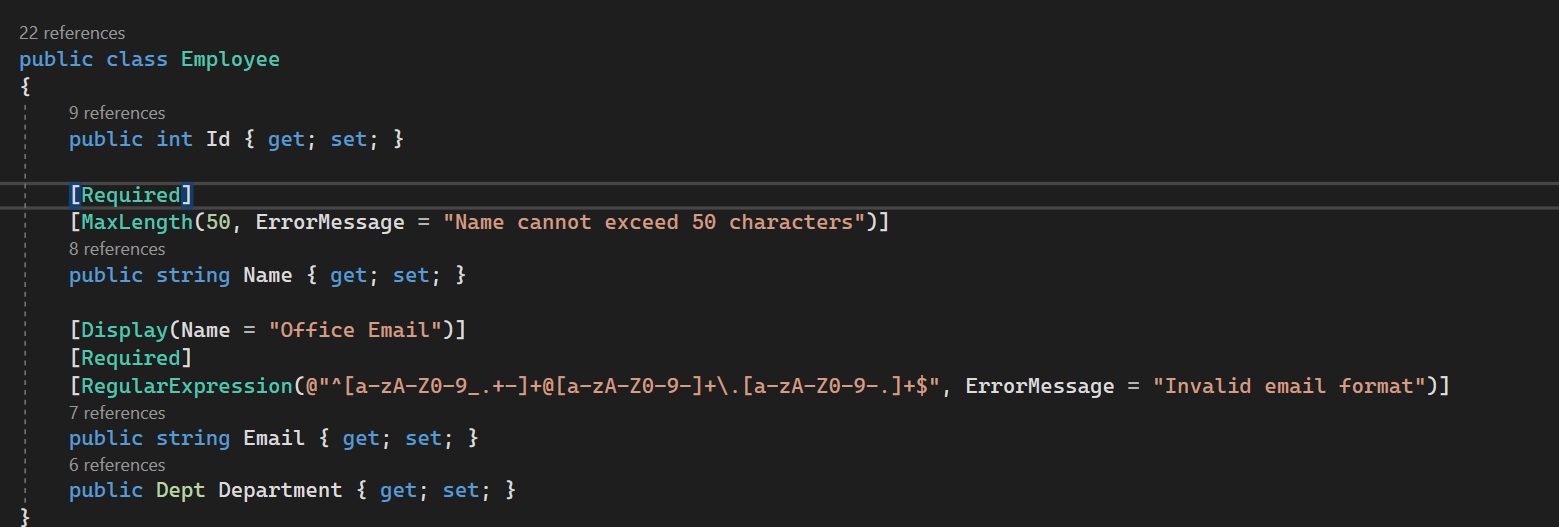 22 references
public class Employee
{
9 references
public int Id { get; set; }
[Required]
[MaxLength(50, ErrorMessage = "Name cannot exceed 50 characters")]
8 references
public string Name { get; set; }
[Display(Name = "Office Email")]
[Required]
[RegularExpression(@"^[a-zA-Z0-9_.+-]+@[a-zA-Z0-9-]+\.[a-zA-Z0-9-.]+$", ErrorMessage = "Invalid email format")]
7 references
public string Email { get; set; }
6 references
public Dept Department { get; set; }
}